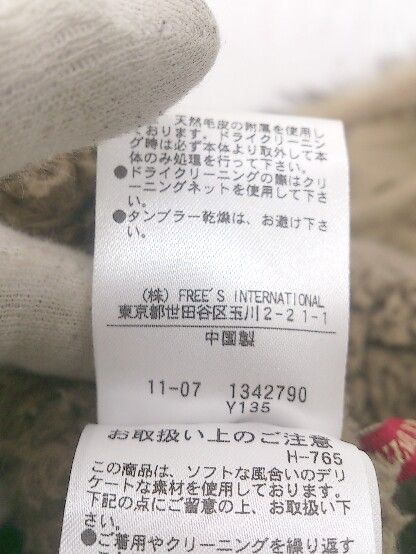 天然毛皮の附属を使用し
ております。ドライクリーニン
グ時は必ず本体より取外して本
体のみ処理を行って下さい。
●ドライクリーニングの際はクリ
ーニングネットを使用して下さ
い。
●タンブラー乾燥は、お避け下さ
い。
(株) FREE'S INTERNATIONAL
東京都世田谷区玉川2-21-1
中国製
11-07 1342790
Y135
お取扱い上のご注意
H-765
この商品は、ソフトな風合いのデリ
ケートな素材を使用しております。
下記の点にご留意の上、お取扱い下
さい。
●ご着用やクリーニングを繰り返す